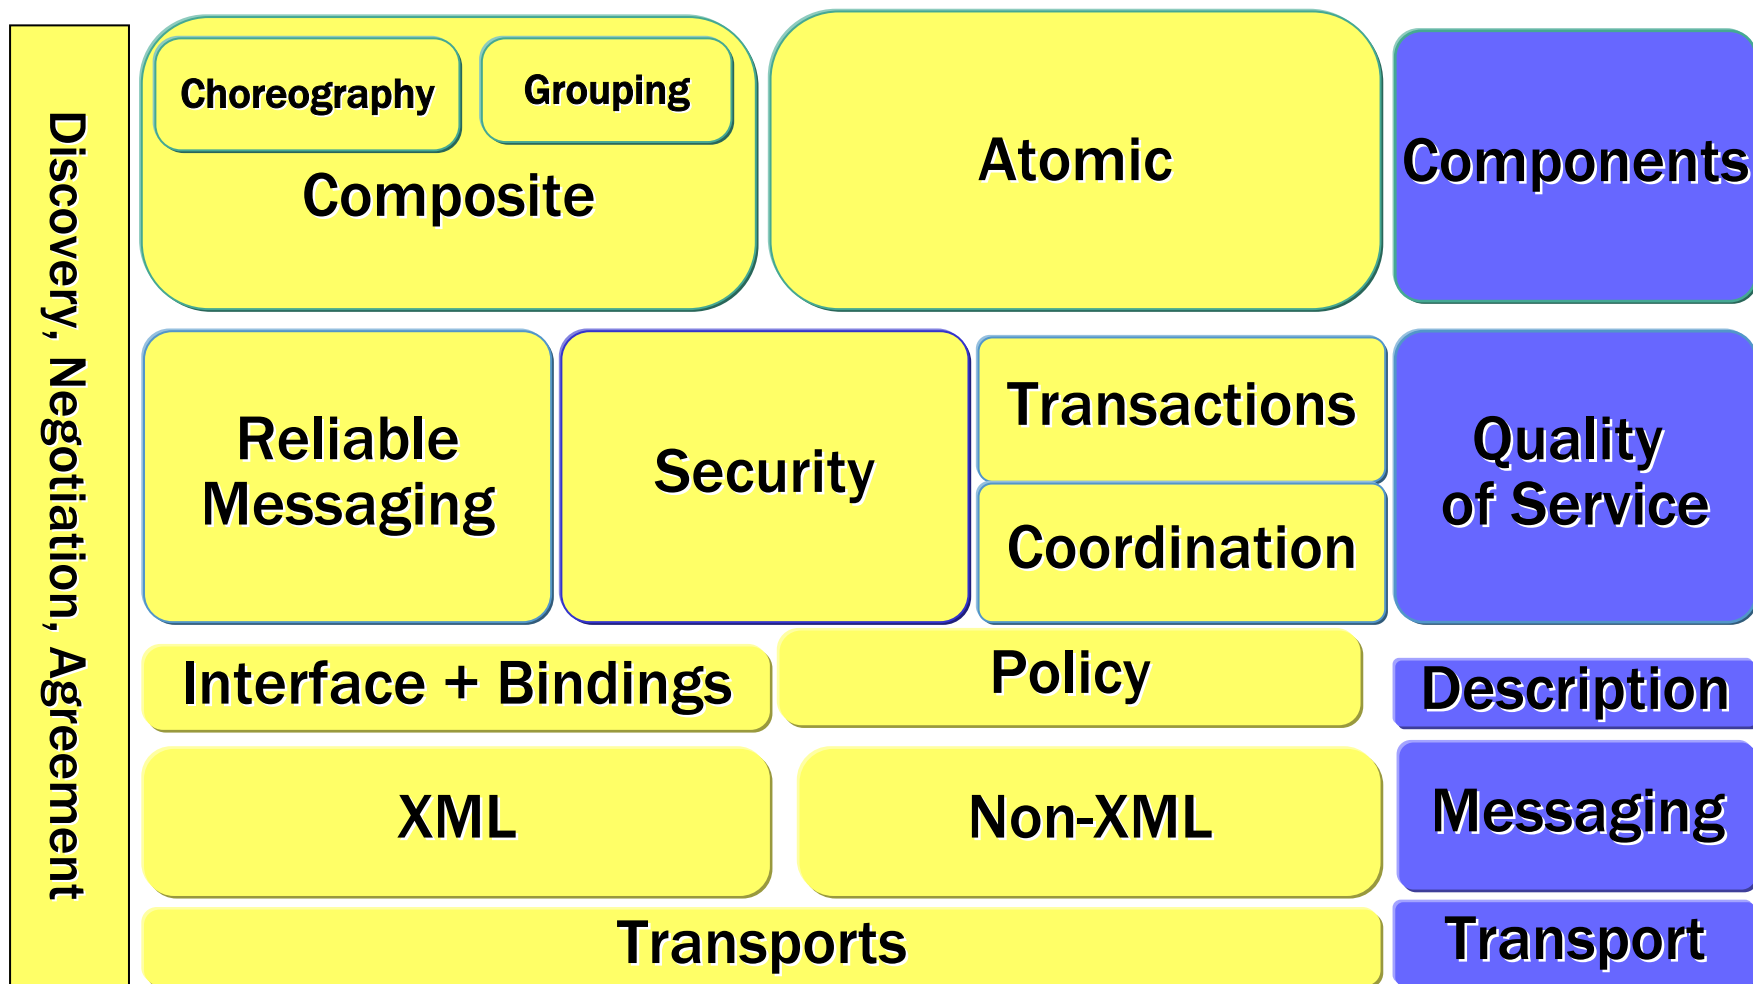 Discovery, Negotiation, Agreement
Choreography
Grouping
Composite
Atomic
Components
Reliable
Messaging
Security
Transactions
Coordination
Quality
of Service
Interface + Bindings
Policy
Description
XML
Non-XML
Messaging
Transports
Transport